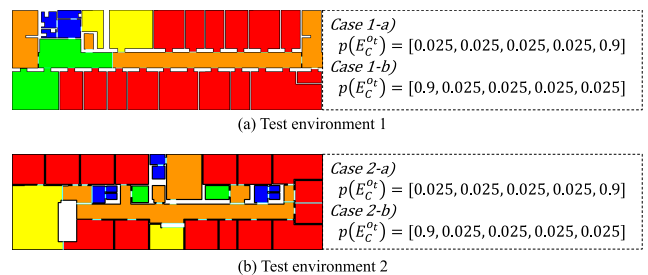 Case 1-a)
p(E_C^{o_t}) = [0.025, 0.025, 0.025, 0.025, 0.9]
Case 1-b)
p(E_C^{o_t}) = [0.9, 0.025, 0.025, 0.025, 0.025]
(a) Test environment 1
Case 2-a)
p(E_C^{o_t}) = [0.025, 0.025, 0.025, 0.025, 0.9]
Case 2-b)
p(E_C^{o_t}) = [0.9, 0.025, 0.025, 0.025, 0.025]
(b) Test environment 2